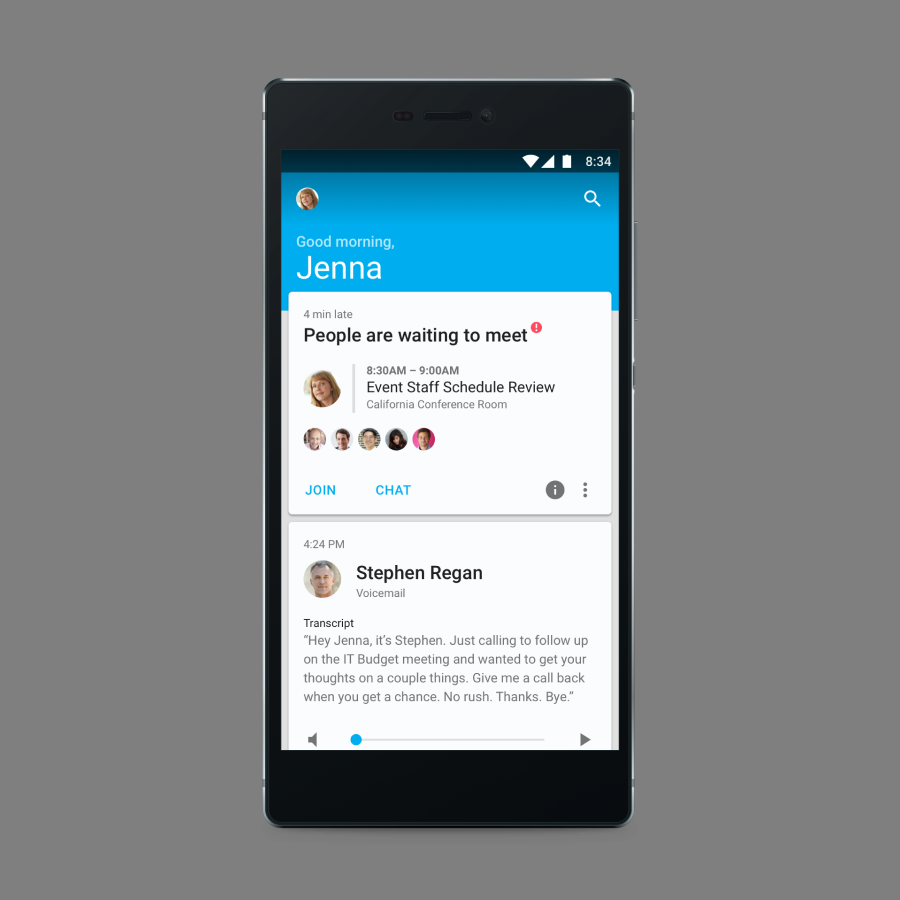 8:34
Good morning,
Jenna
4 min late
People are waiting to meet
8:30AM – 9:00AM
Event Staff Schedule Review
California Conference Room
JOIN CHAT
4:24 PM
Stephen Regan
Voicemail
Transcript
“Hey Jenna, it’s Stephen. Just calling to follow up
on the IT Budget meeting and wanted to get your
thoughts on a couple things. Give me a call back
when you get a chance. No rush. Thanks. Bye.”